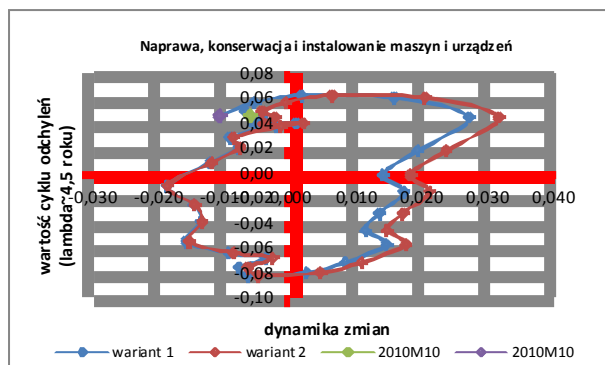 Naprawa, konserwacja i instalowanie maszyn i urządzeń
wartość cyklu odchyleń
(lambda~4,5 roku)
0,08
0,06
0,04
0,02
0,00
-0,02
-0,04
-0,06
-0,08
-0,10
-0,030 -0,020 -0,010 0,000 0,010 0,020 0,030 0,040
dynamika zmian
wariant 1 wariant 2 2010M10 2010M10